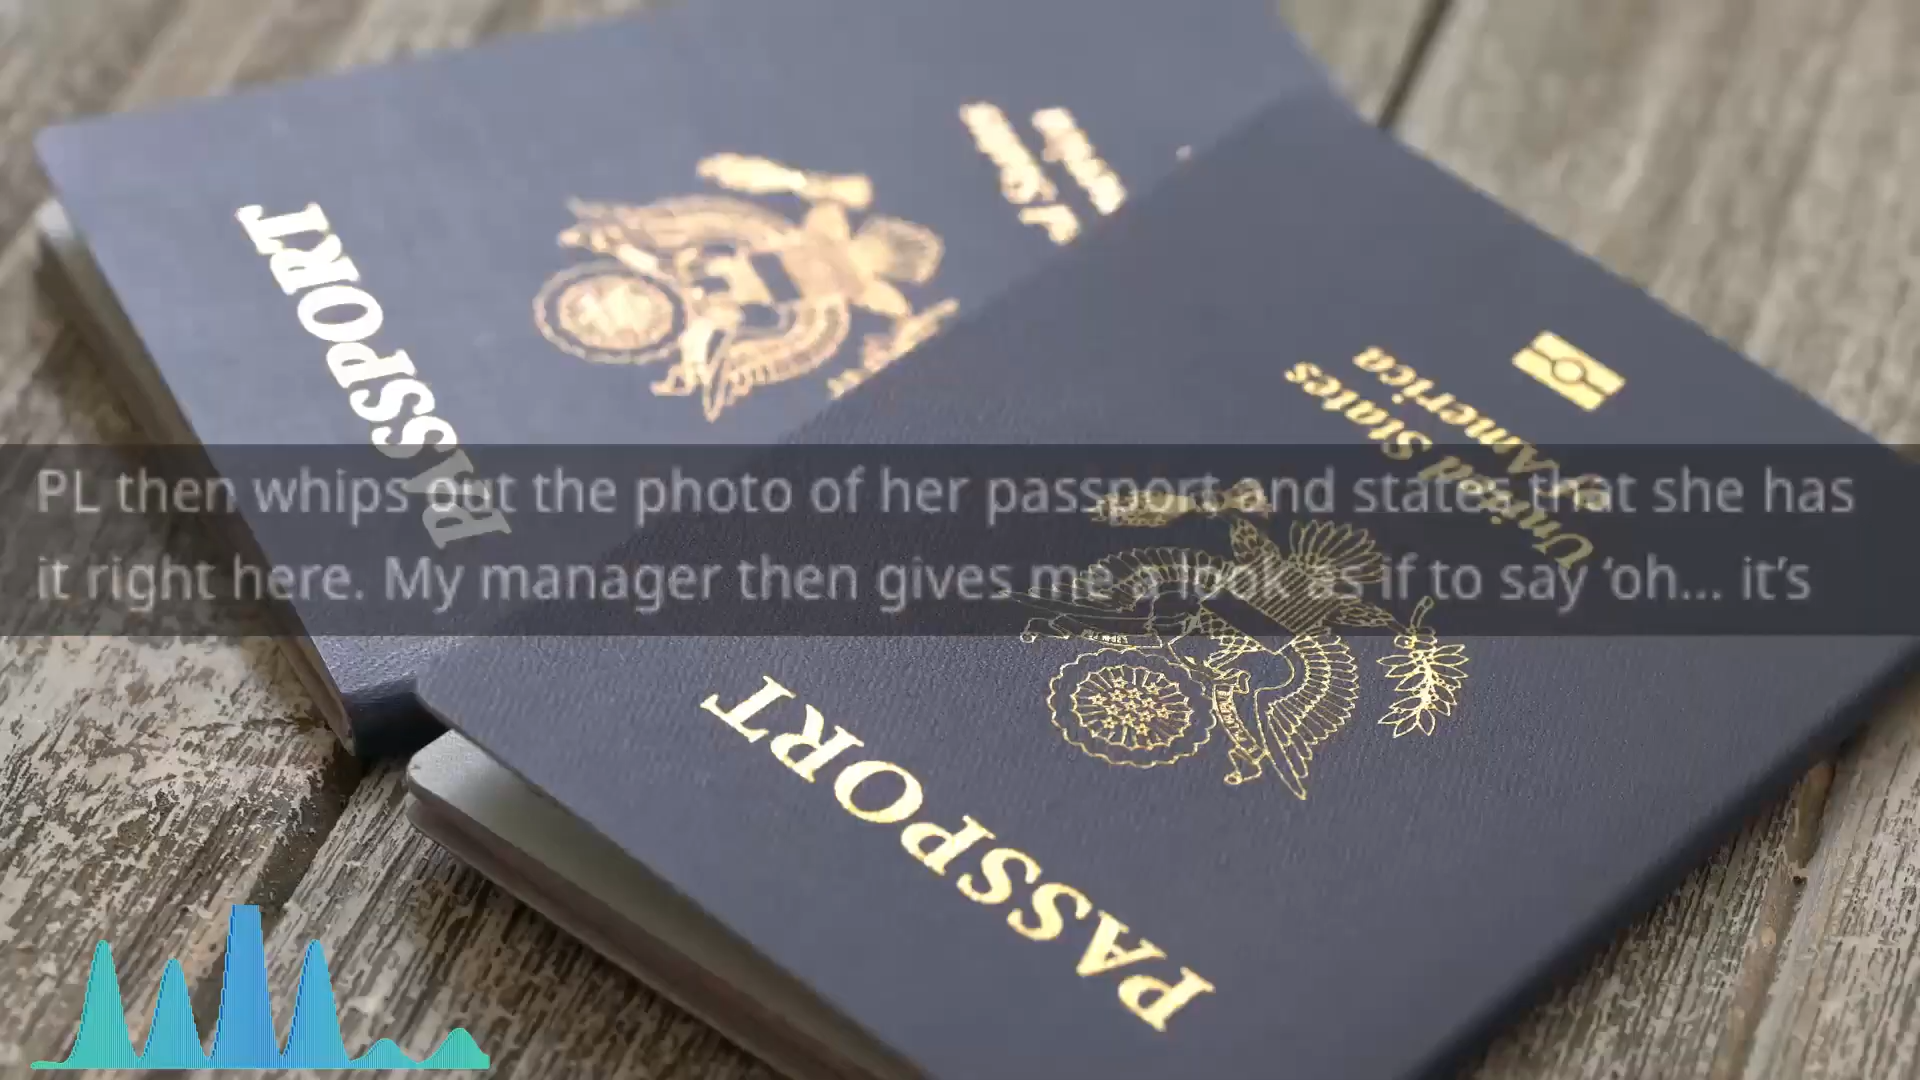 PASSPORT
United States
of America
PL then whips out the photo of her passport and states that she has
it right here. My manager then gives me a look as if to say ‘oh... it’s
PASSPORT